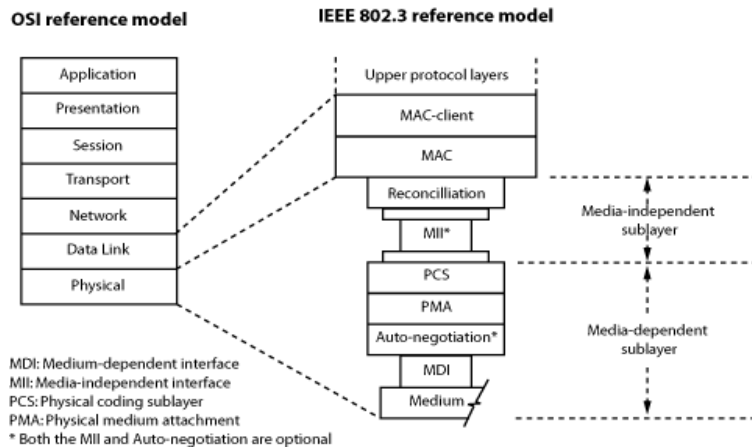 OSI reference model
IEEE 802.3 reference model
Application
Presentation
Session
Transport
Network
Data Link
Physical
Upper protocol layers
MAC-client
MAC
Reconcilliation
MII*
PCS
PMA
Auto-negotiation*
MDI
Medium
Media-independent
sublayer
Media-dependent
sublayer
MDI: Medium-dependent interface
MII: Media-independent interface
PCS: Physical coding sublayer
PMA: Physical medium attachment
* Both the MII and Auto-negotiation are optional